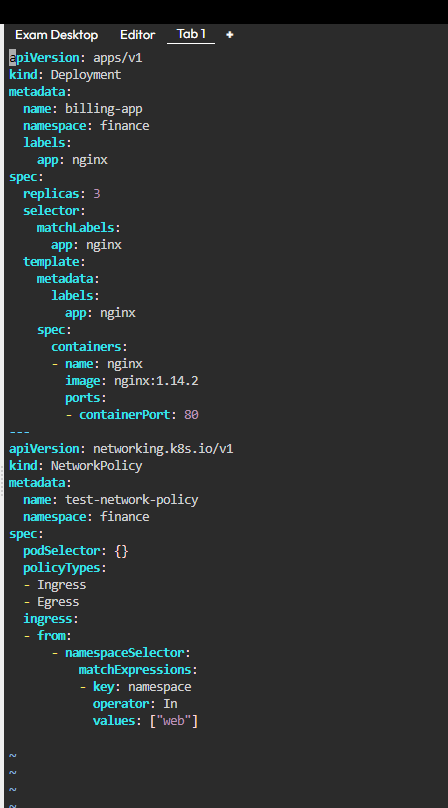 Exam Desktop Editor Tab 1 +
apiVersion: apps/v1
kind: Deployment
metadata:
  name: billing-app
  namespace: finance
  labels:
    app: nginx
spec:
  replicas: 3
  selector:
    matchLabels:
      app: nginx
  template:
    metadata:
      labels:
        app: nginx
    spec:
      containers:
      - name: nginx
        image: nginx:1.14.2
        ports:
        - containerPort: 80
---
apiVersion: networking.k8s.io/v1
kind: NetworkPolicy
metadata:
  name: test-network-policy
  namespace: finance
spec:
  podSelector: {}
  policyTypes:
  - Ingress
  - Egress
  ingress:
  - from:
      - namespaceSelector:
          matchExpressions:
          - key: namespace
            operator: In
            values: ["web"]
~
~
~
~